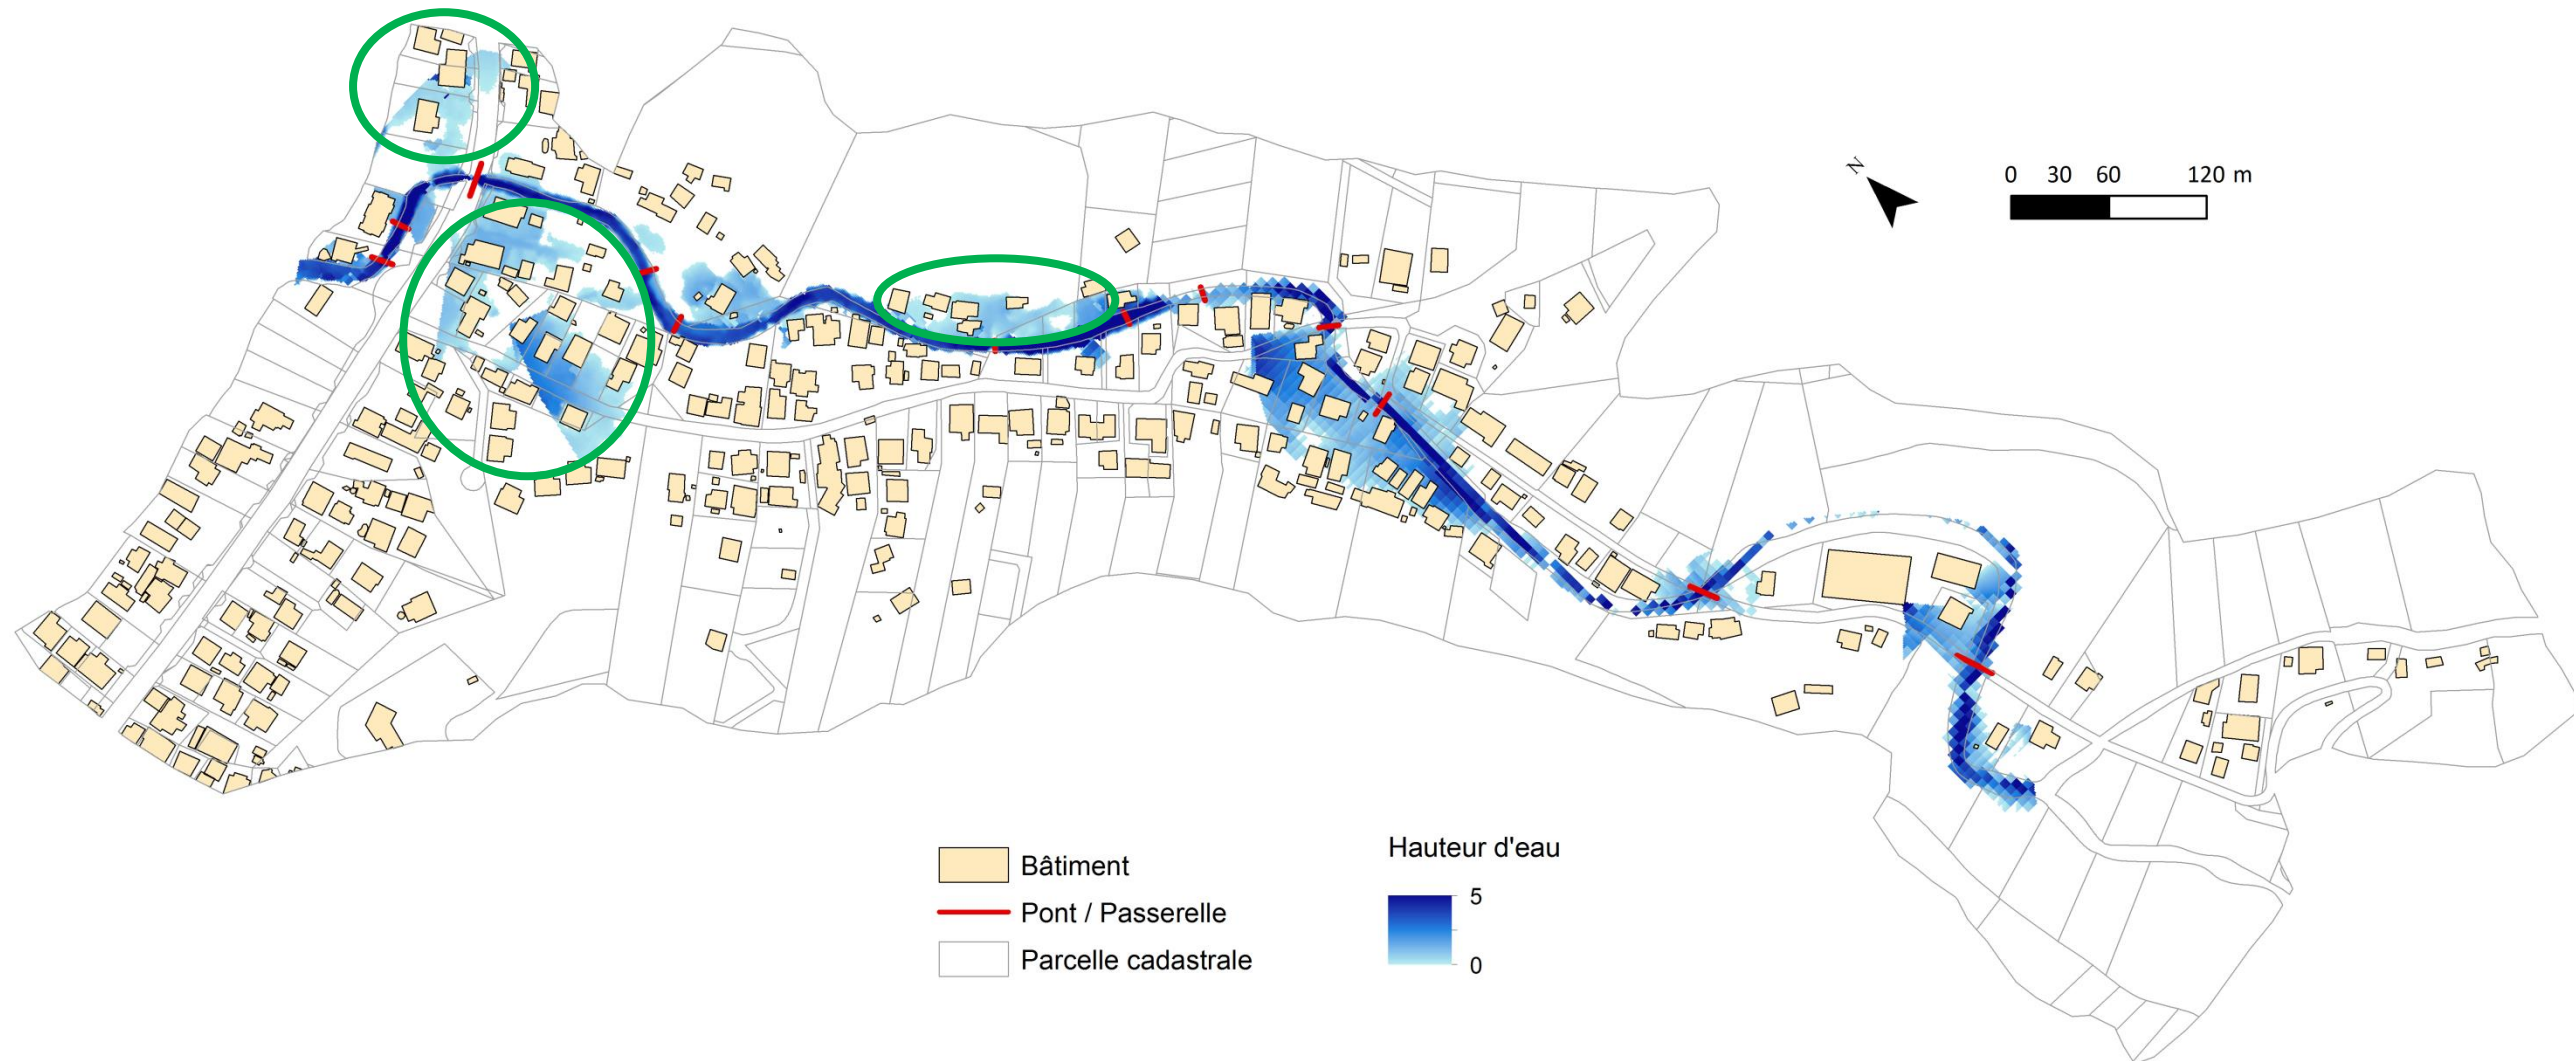 N
0 30 60 120 m
Hauteur d'eau
Bâtiment
5
Pont / Passerelle
Parcelle cadastrale
0